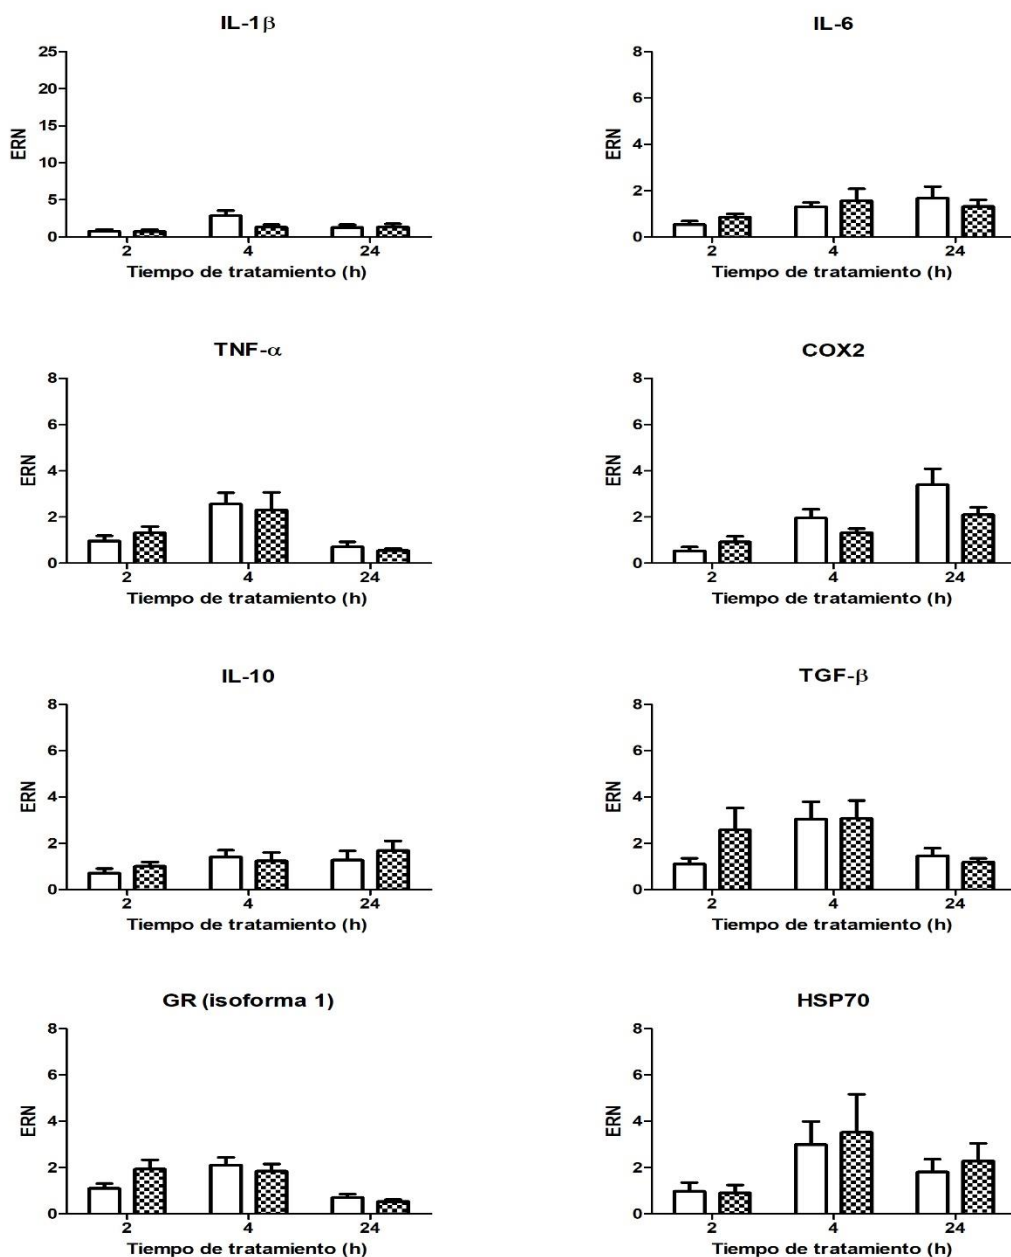 IL-1β
25
20
15
10
5
0
ERN
2 4 24
Tiempo de tratamiento (h)
IL-6
8
6
4
2
0
ERN
2 4 24
Tiempo de tratamiento (h)
TNF-α
8
6
4
2
0
ERN
2 4 24
Tiempo de tratamiento (h)
COX2
8
6
4
2
0
ERN
2 4 24
Tiempo de tratamiento (h)
IL-10
8
6
4
2
0
ERN
2 4 24
Tiempo de tratamiento (h)
TGF-β
8
6
4
2
0
ERN
2 4 24
Tiempo de tratamiento (h)
GR (isoforma 1)
8
6
4
2
0
ERN
2 4 24
Tiempo de tratamiento (h)
HSP70
8
6
4
2
0
ERN
2 4 24
Tiempo de tratamiento (h)